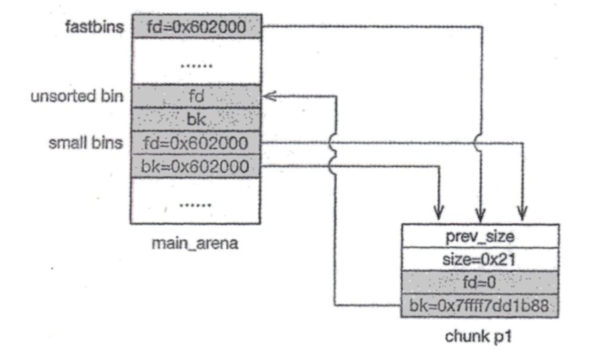 fastbins fd=0x602000
......
unsorted bin fd
bk
small bins fd=0x602000
bk=0x602000
......
main_arena
prev_size
size=0x21
fd=0
bk=0x7ffff7dd1b88
chunk p1